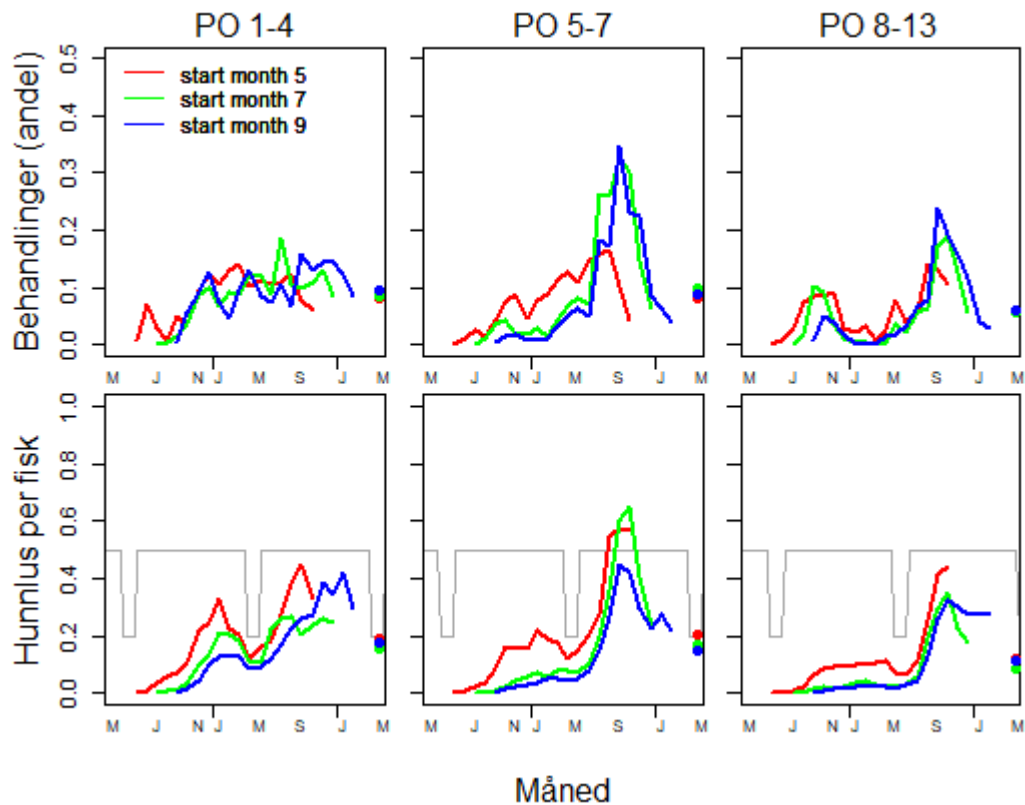 PO 1-4 PO 5-7 PO 8-13
Behandlinger (andel)
0.5
0.4
0.3
0.2
0.1
0.0
start month 5
start month 7
start month 9
M J N J M S J M
M J N J M S J M
M J N J M S J M
Hunnlus per fisk
1.0
0.8
0.6
0.4
0.2
0.0
M J N J M S J M
M J N J M S J M
M J N J M S J M
Måned